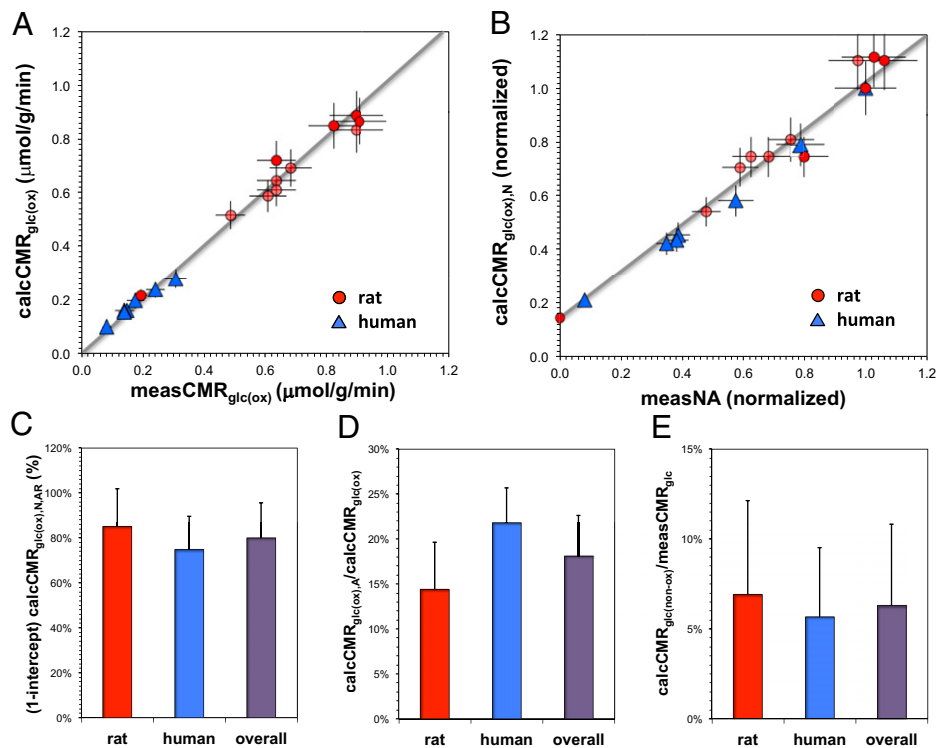 A
calcCMRglc(ox) (μmol/g/min)
1.2
1.0
0.8
0.6
0.4
0.2
0.0
0.0 0.2 0.4 0.6 0.8 1.0 1.2
measCMRglc(ox) (μmol/g/min)
rat
human
B
calcCMRglc(ox),N (normalized)
1.2
1.0
0.8
0.6
0.4
0.2
0.0
0.0 0.2 0.4 0.6 0.8 1.0 1.2
measNA (normalized)
rat
human
C
(1-intercept) calcCMRglc(ox),N,AR (%)
120%
100%
80%
60%
40%
20%
0%
rat human overall
D
calcCMRglc(ox),A/calcCMRglc(ox)
30%
25%
20%
15%
10%
5%
0%
rat human overall
E
calcCMRglc(non-ox)/measCMRglc
15%
10%
5%
0%
rat human overall